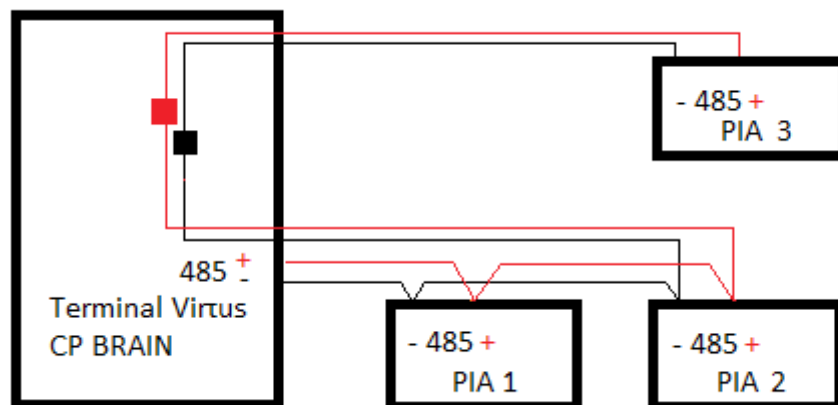 - 485 +
PIA 3
485 + -
Terminal Virtus
CP BRAIN
- 485 +
PIA 1
- 485 +
PIA 2